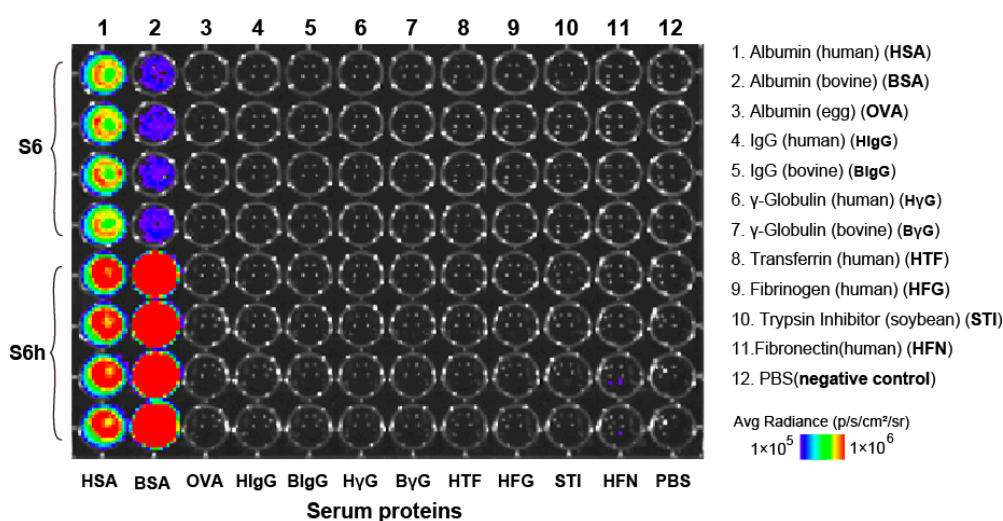 1 2 3 4 5 6 7 8 9 10 11 12
S6
S6h
HSA BSA OVA HIgG BIgG HγG BγG HTF HFG STI HFN PBS
Serum proteins
1. Albumin (human) (HSA)
2. Albumin (bovine) (BSA)
3. Albumin (egg) (OVA)
4. IgG (human) (HIgG)
5. IgG (bovine) (BIgG)
6. γ-Globulin (human) (HγG)
7. γ-Globulin (bovine) (BγG)
8. Transferrin (human) (HTF)
9. Fibrinogen (human) (HFG)
10. Trypsin Inhibitor (soybean) (STI)
11.Fibronectin(human) (HFN)
12. PBS(negative control)
Avg Radiance (p/s/cm²/sr)
1×10⁵ 1×10⁶